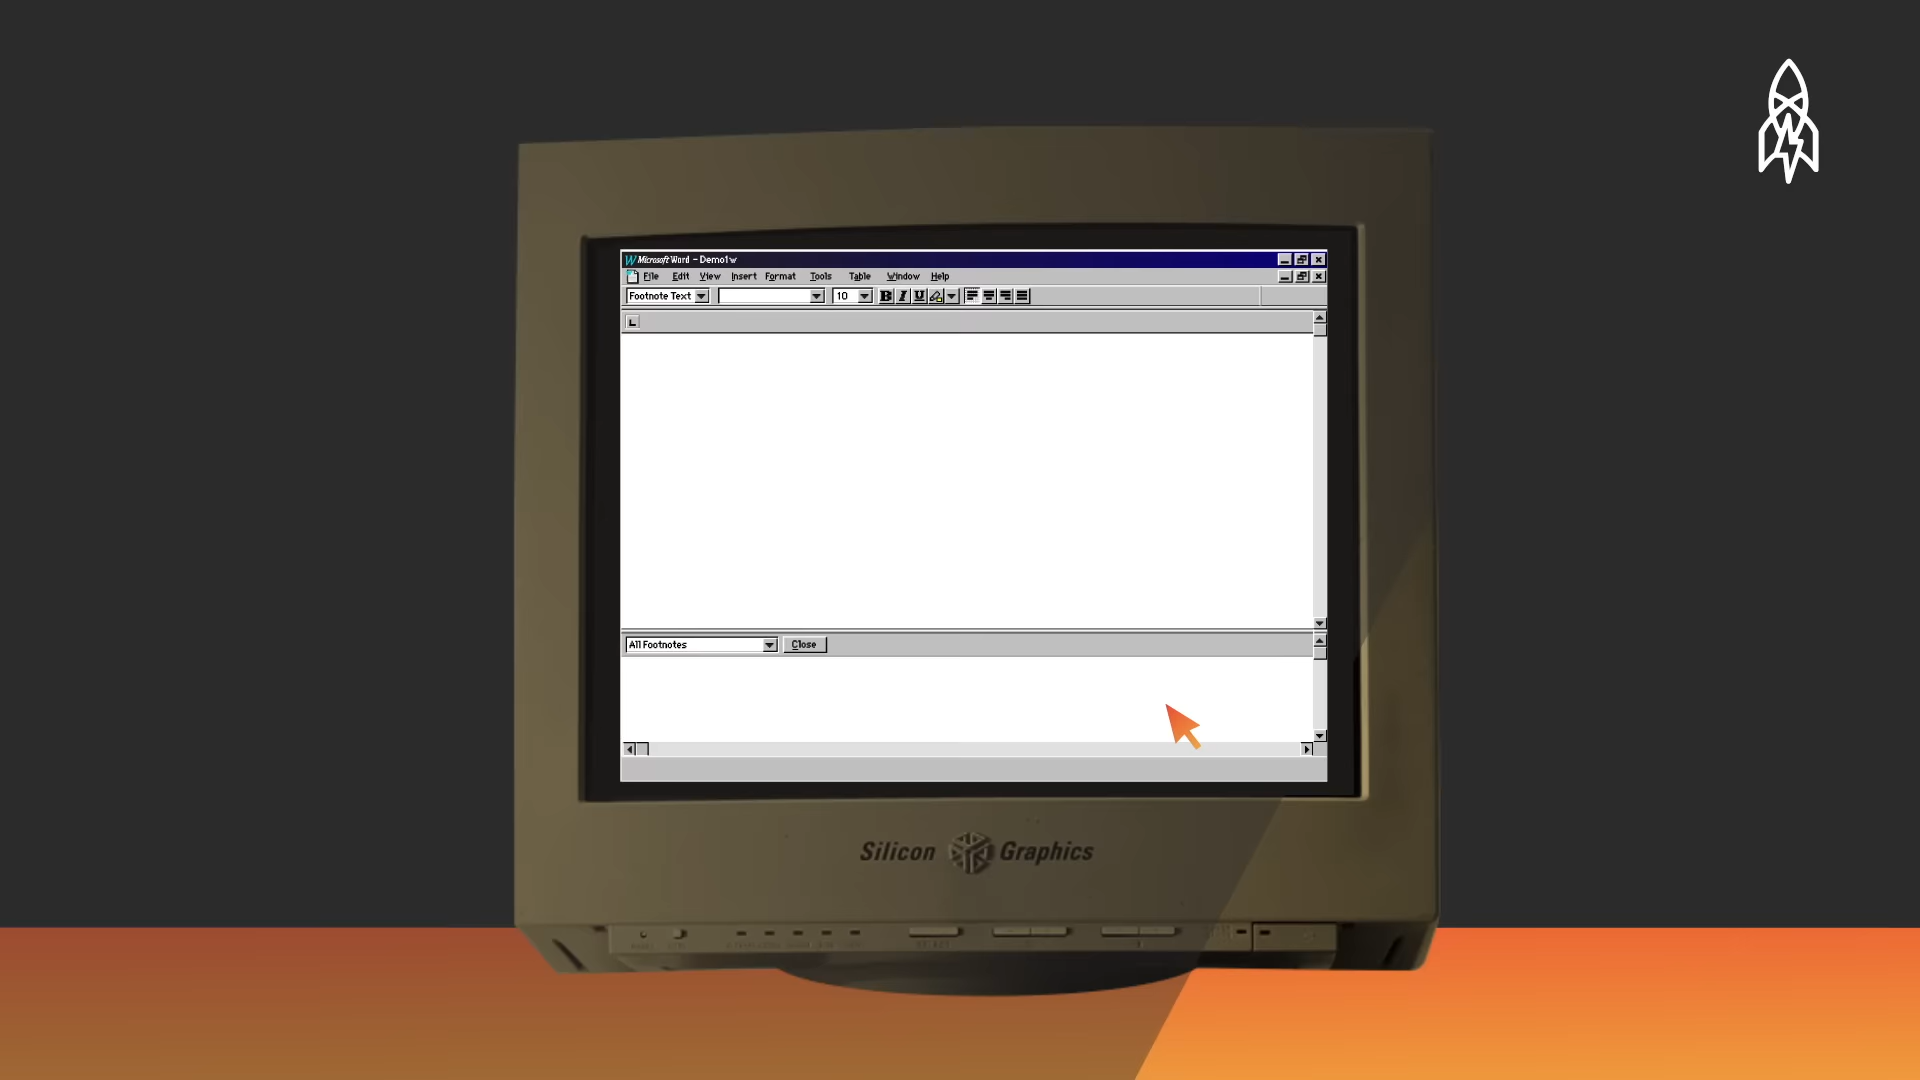 Microsoft Word - Demo1w
File Edit View Insert Format Tools Table Window Help
Footnote Text 10 B I U
All Footnotes Close
Silicon Graphics